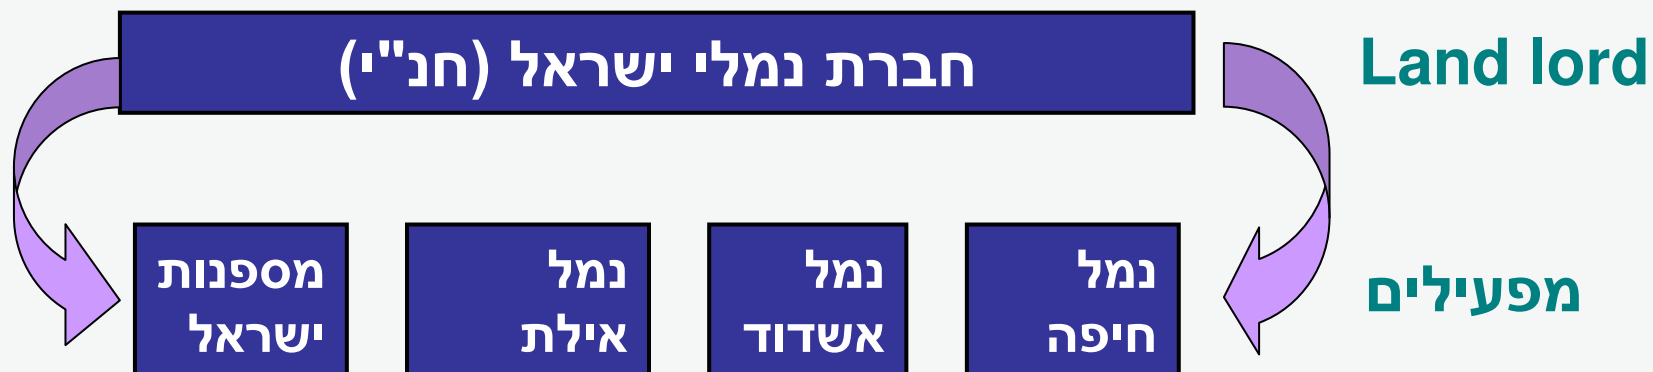 חברת נמלי ישראל (חנ"י)
Land lord
נמל
חיפה
נמל
אשדוד
נמל
אילת
מספנות
ישראל
מפעילים